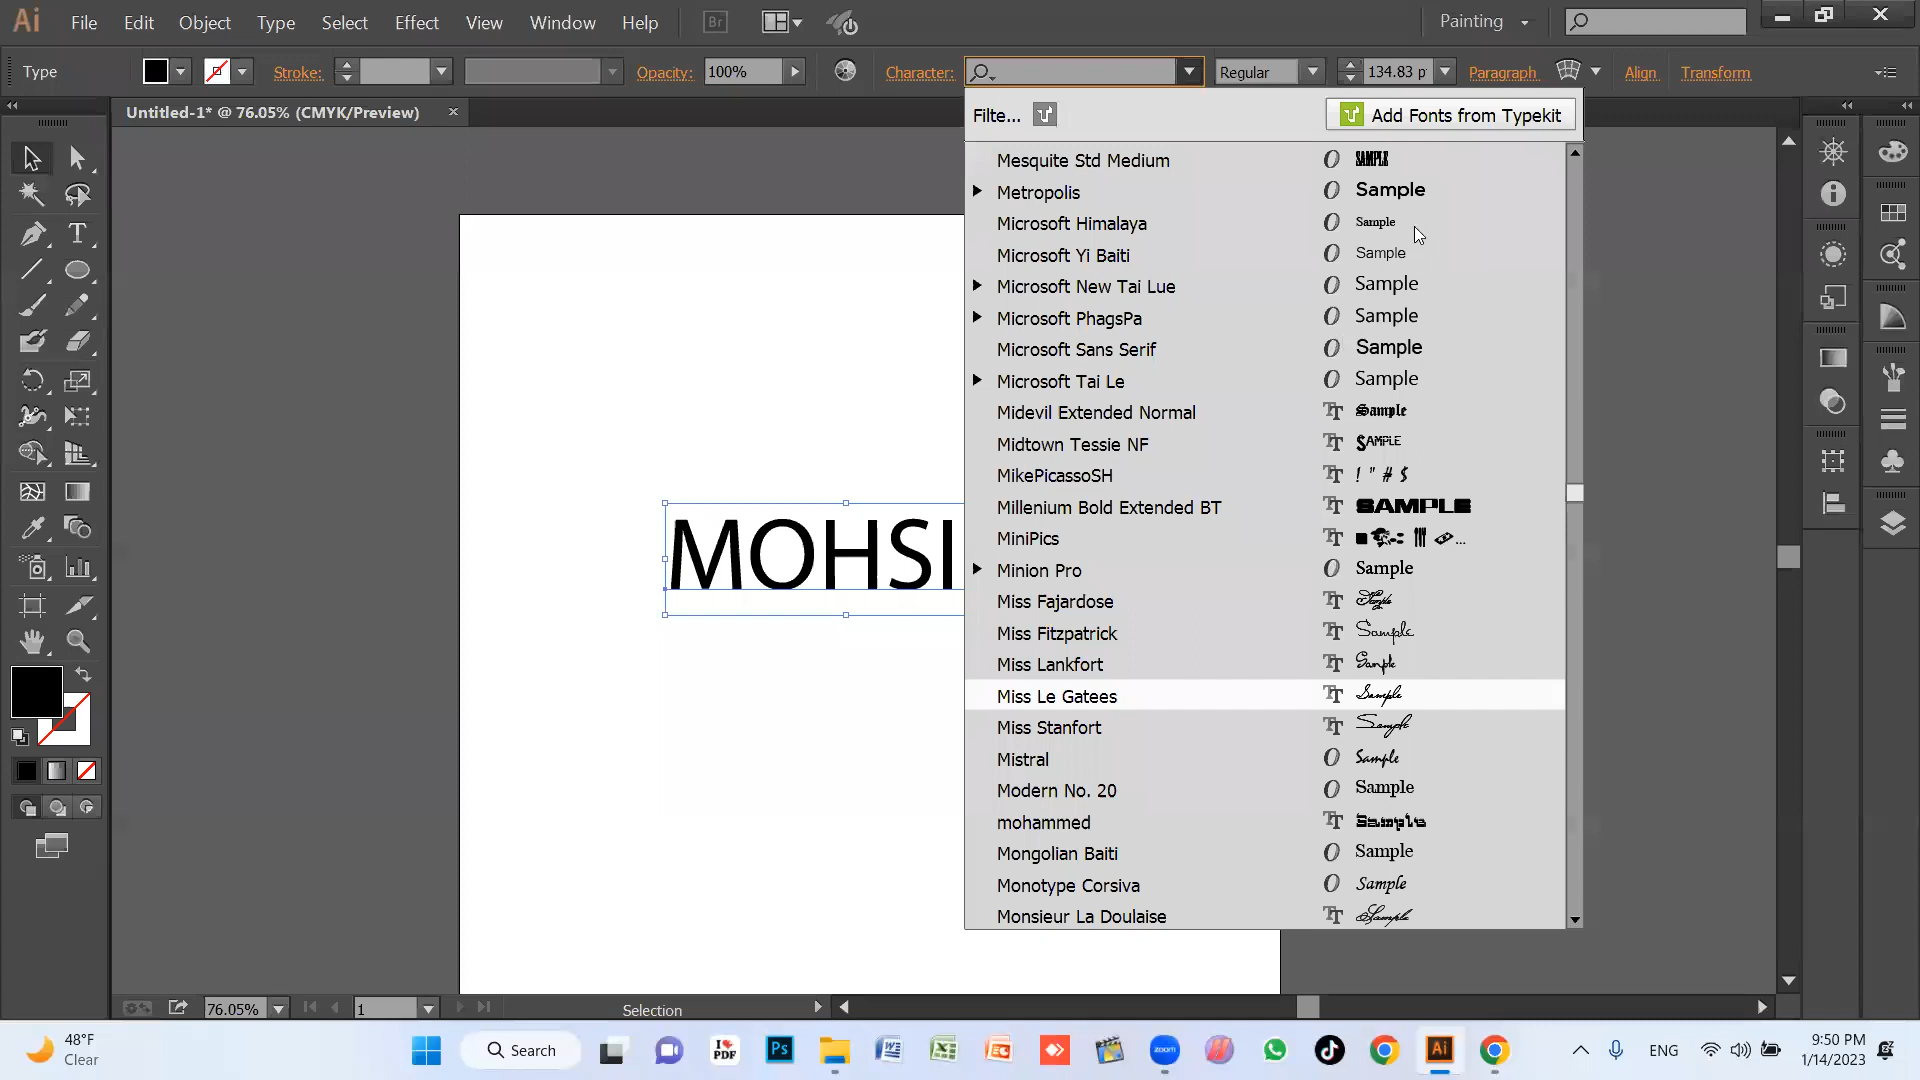 Ai File Edit Object Type Select Effect View Window Help Br Painting
Type Stroke: Opacity: 100% Character: Regular 134.83 p Paragraph Align Transform
Untitled-1* @ 76.05% (CMYK/Preview)
Filte... Add Fonts from Typekit
Mesquite Std Medium SAMPLE
Metropolis Sample
Microsoft Himalaya Sample
Microsoft Yi Baiti Sample
Microsoft New Tai Lue Sample
Microsoft PhagsPa Sample
Microsoft Sans Serif Sample
Microsoft Tai Le Sample
Midevil Extended Normal Sample
Midtown Tessie NF SAMPLE
MikePicassoSH ! " # $
Millenium Bold Extended BT SAMPLE
MiniPics ...
Minion Pro Sample
Miss Fajardose Sample
Miss Fitzpatrick Sample
Miss Lankfort Sample
Miss Le Gatees Sample
Miss Stanfort Sample
Mistral Sample
Modern No. 20 Sample
mohammed Sample
Mongolian Baiti Sample
Monotype Corsiva Sample
Monsieur La Doulaise Sample
MOHSI
76.05% 1 Selection
48°F
Clear
Search
PDF
Ps
zoom
Ai
ENG
9:50 PM
1/14/2023